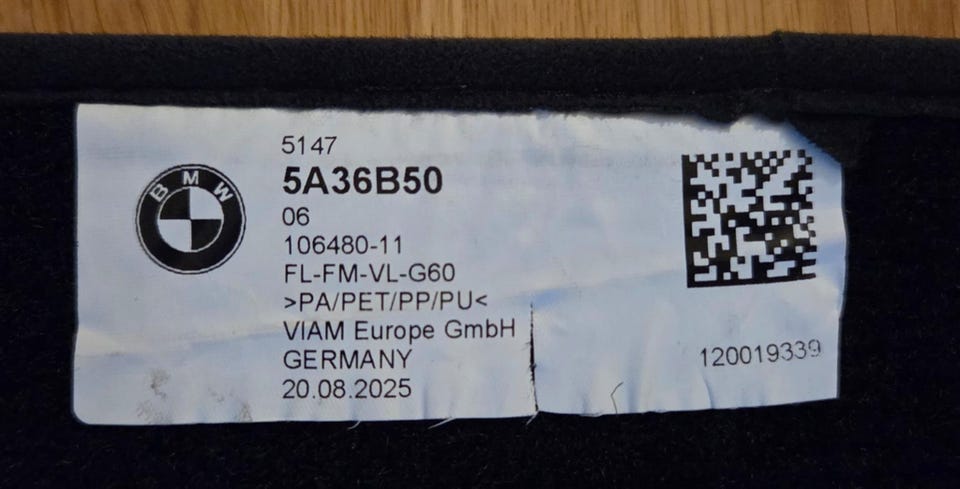 BMW
5147
5A36B50
06
106480-11
FL-FM-VL-G60
>PA/PET/PP/PU<
VIAM Europe GmbH
GERMANY
20.08.2025
120019339